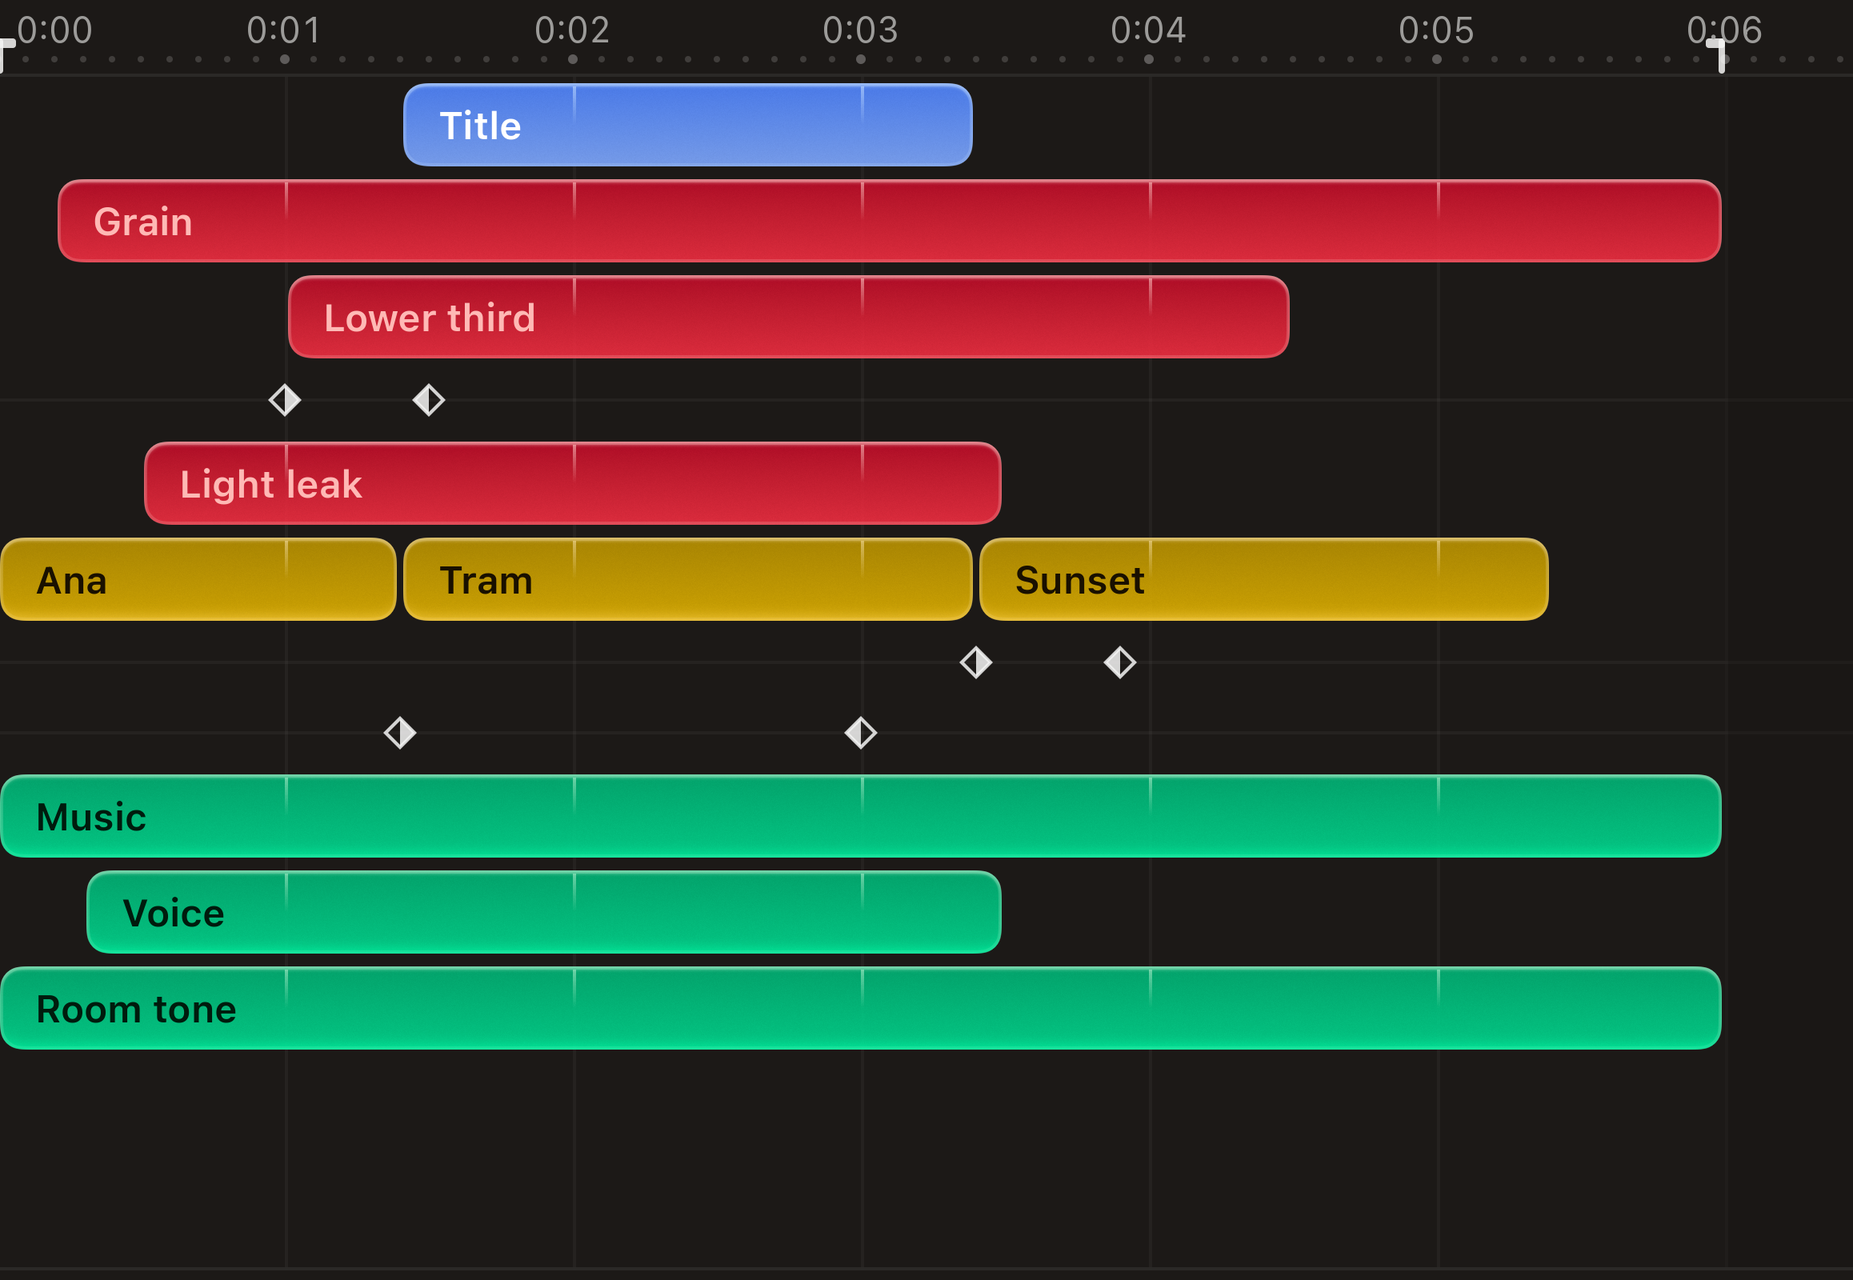 0:00 0:01 0:02 0:03 0:04 0:05 0:06
Title
Grain
Lower third
Light leak
Ana Tram Sunset
Music
Voice
Room tone